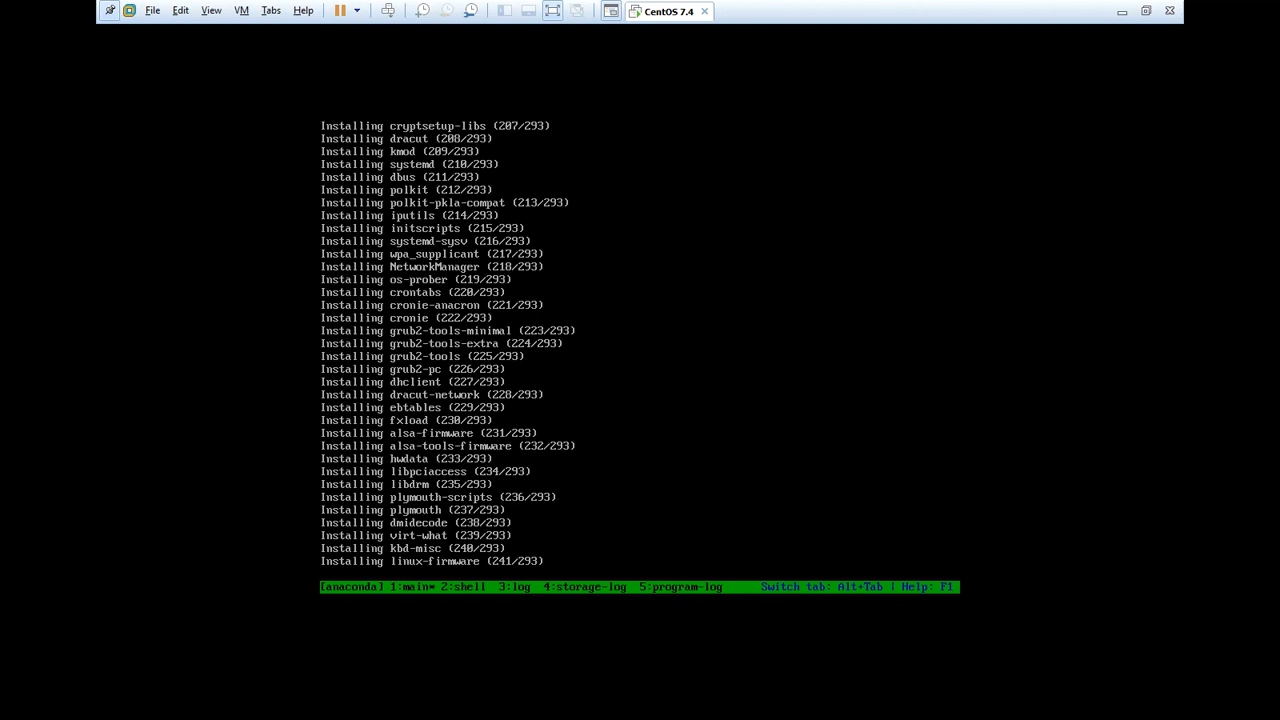 File Edit View VM Tabs Help CentOS 7.4
Installing cryptsetup-libs (207/293)
Installing dracut (208/293)
Installing kmod (209/293)
Installing systemd (210/293)
Installing dbus (211/293)
Installing polkit (212/293)
Installing polkit-pkla-compat (213/293)
Installing iputils (214/293)
Installing initscripts (215/293)
Installing systemd-sysv (216/293)
Installing wpa_supplicant (217/293)
Installing NetworkManager (218/293)
Installing os-prober (219/293)
Installing crontabs (220/293)
Installing cronie-anacron (221/293)
Installing cronie (222/293)
Installing grub2-tools-minimal (223/293)
Installing grub2-tools-extra (224/293)
Installing grub2-tools (225/293)
Installing grub2-pc (226/293)
Installing dhclient (227/293)
Installing dracut-network (228/293)
Installing ebtables (229/293)
Installing fxload (230/293)
Installing alsa-firmware (231/293)
Installing alsa-tools-firmware (232/293)
Installing hwdata (233/293)
Installing libpciaccess (234/293)
Installing libdrm (235/293)
Installing plymouth-scripts (236/293)
Installing plymouth (237/293)
Installing dmidecode (238/293)
Installing virt-what (239/293)
Installing kbd-misc (240/293)
Installing linux-firmware (241/293)
[anaconda] 1:main* 2:shell  3:log  4:storage-log  5:program-log Switch tab: Alt+Tab | Help: F1